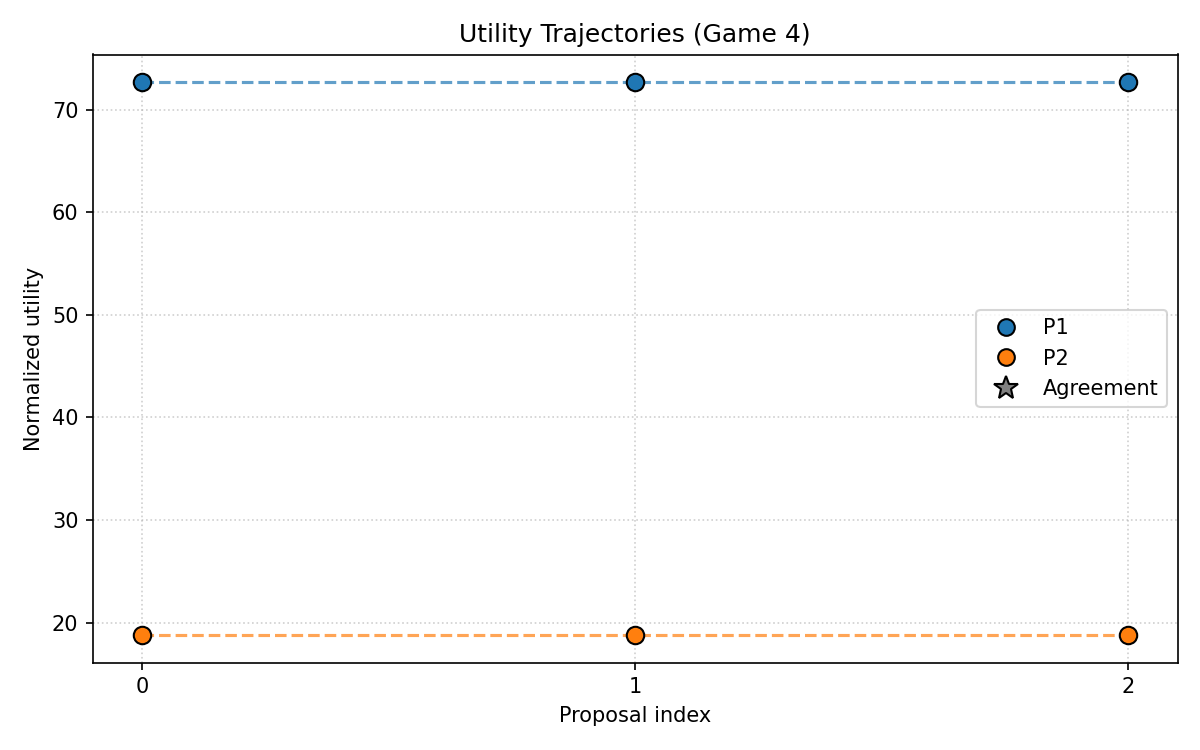 Utility Trajectories (Game 4)
Normalized utility
70
60
50
40
30
20
P1
P2
Agreement
0
1
2
Proposal index